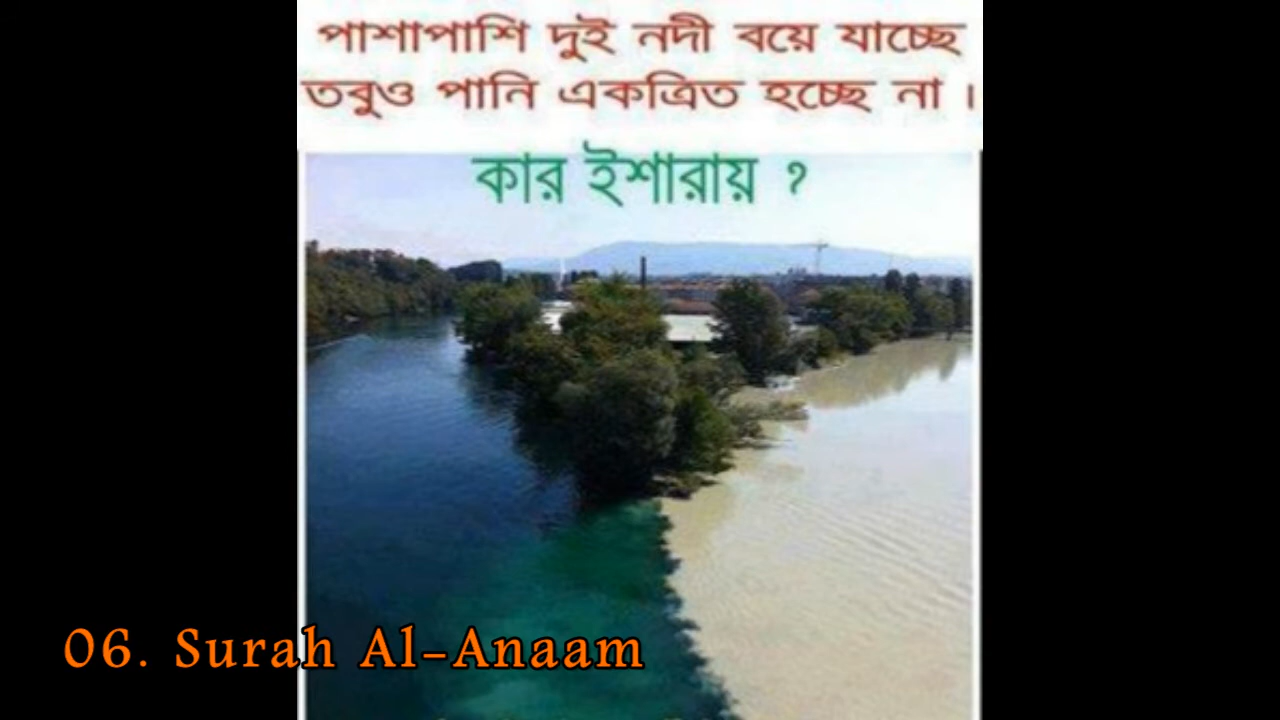 পাশাপাশি দুই নদী বয়ে যাচ্ছে
তবুও পানি একত্রিত হচ্ছে না ।
কার ইশারায় ?
06. Surah Al-Anaam